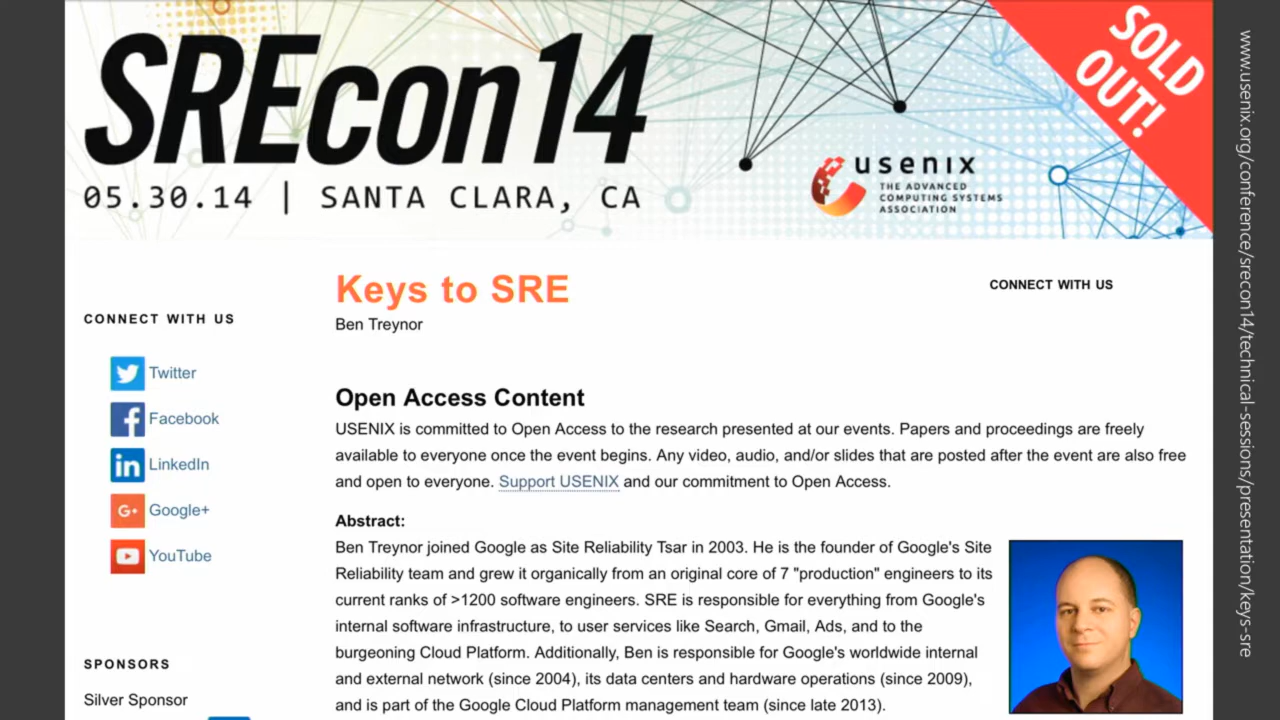 SREcon14
05.30.14 | SANTA CLARA, CA
usenix
THE ADVANCED
COMPUTING SYSTEMS
ASSOCIATION
SOLD
OUT!
CONNECT WITH US
Twitter
Facebook
LinkedIn
Google+
YouTube
SPONSORS
Silver Sponsor
Keys to SRE
Ben Treynor
Open Access Content
USENIX is committed to Open Access to the research presented at our events. Papers and proceedings are freely
available to everyone once the event begins. Any video, audio, and/or slides that are posted after the event are also free
and open to everyone. Support USENIX and our commitment to Open Access.
Abstract:
Ben Treynor joined Google as Site Reliability Tsar in 2003. He is the founder of Google's Site
Reliability team and grew it organically from an original core of 7 "production" engineers to its
current ranks of >1200 software engineers. SRE is responsible for everything from Google's
internal software infrastructure, to user services like Search, Gmail, Ads, and to the
burgeoning Cloud Platform. Additionally, Ben is responsible for Google's worldwide internal
and external network (since 2004), its data centers and hardware operations (since 2009),
and is part of the Google Cloud Platform management team (since late 2013).
CONNECT WITH US
www.usenix.org/conference/srecon14/technical-sessions/presentation/keys-sre